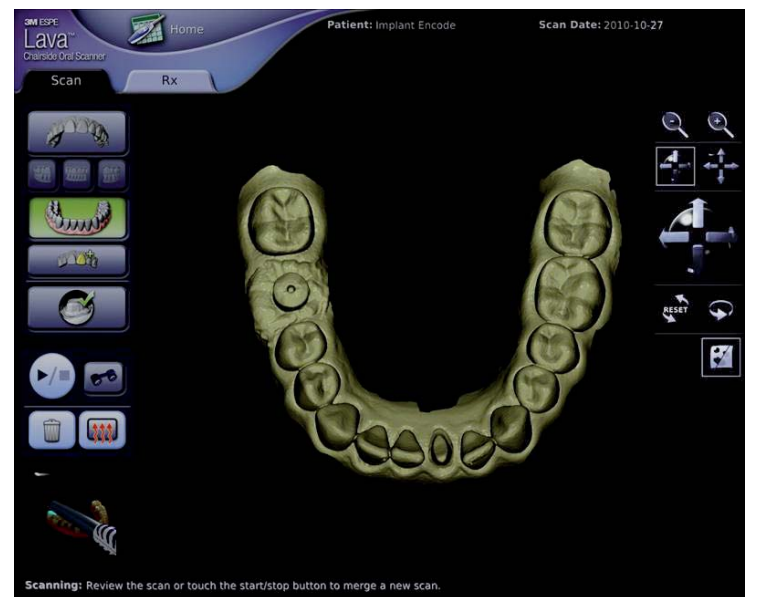 3M ESPE
Lava™
Chairside Oral Scanner
Home
Patient: Implant Encode
Scan Date: 2010-10-27
Scan
Rx
RESET
Scanning: Review the scan or touch the start/stop button to merge a new scan.